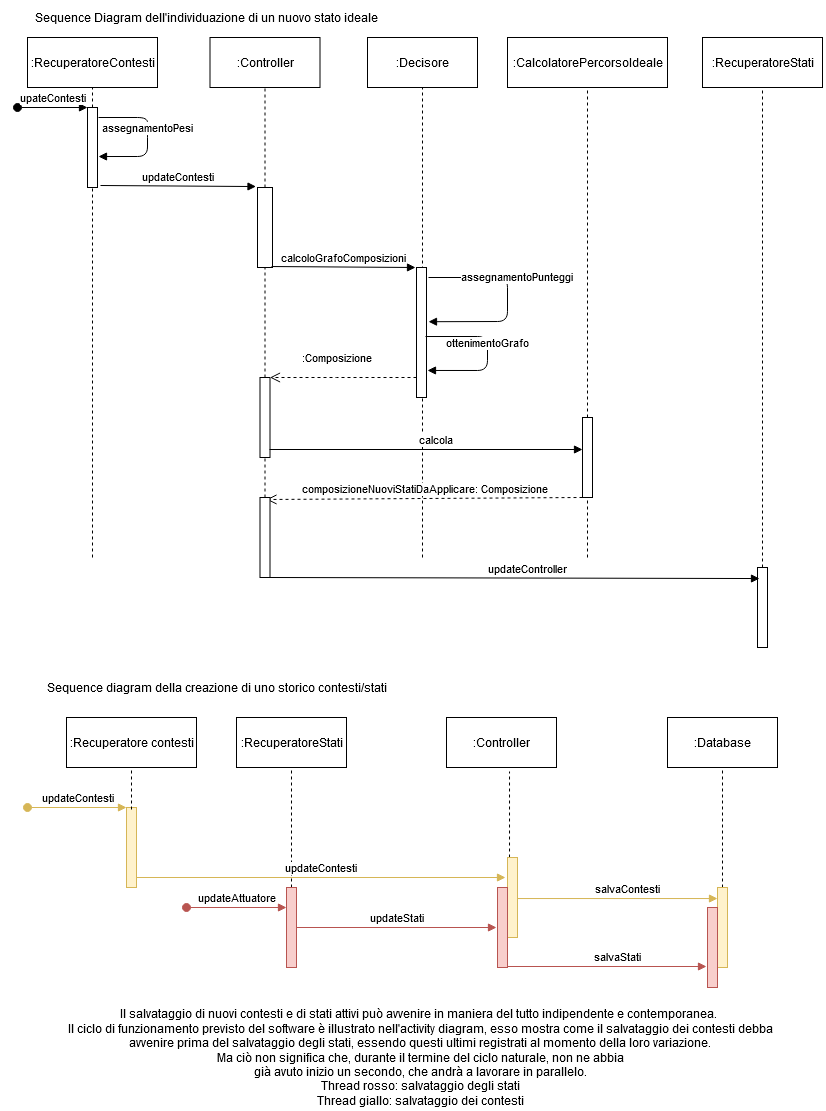 Sequence Diagram dell'individuazione di un nuovo stato ideale
:RecuperatoreContesti
:Controller
:Decisore
:CalcolatorePercorsoIdeale
:RecuperatoreStati
upateContesti
assegnamentoPesi
updateContesti
calcoloGrafoComposizioni
assegnamentoPunteggi
ottenimentoGrafo
:Composizione
calcola
composizioneNuoviStatiDaApplicare: Composizione
updateController
Sequence diagram della creazione di uno storico contesti/stati
:Recuperatore contesti
:RecuperatoreStati
:Controller
:Database
updateContesti
updateContesti
salvaContesti
updateAttuatore
updateStati
salvaStati
Il salvataggio di nuovi contesti e di stati attivi può avvenire in maniera del tutto indipendente e contemporanea.
Il ciclo di funzionamento previsto del software è illustrato nell'activity diagram, esso mostra come il salvataggio dei contesti debba
avvenire prima del salvataggio degli stati, essendo questi ultimi registrati al momento della loro variazione.
Ma ciò non significa che, durante il termine del ciclo naturale, non ne abbia
già avuto inizio un secondo, che andrà a lavorare in parallelo.
Thread rosso: salvataggio degli stati
Thread giallo: salvataggio dei contesti